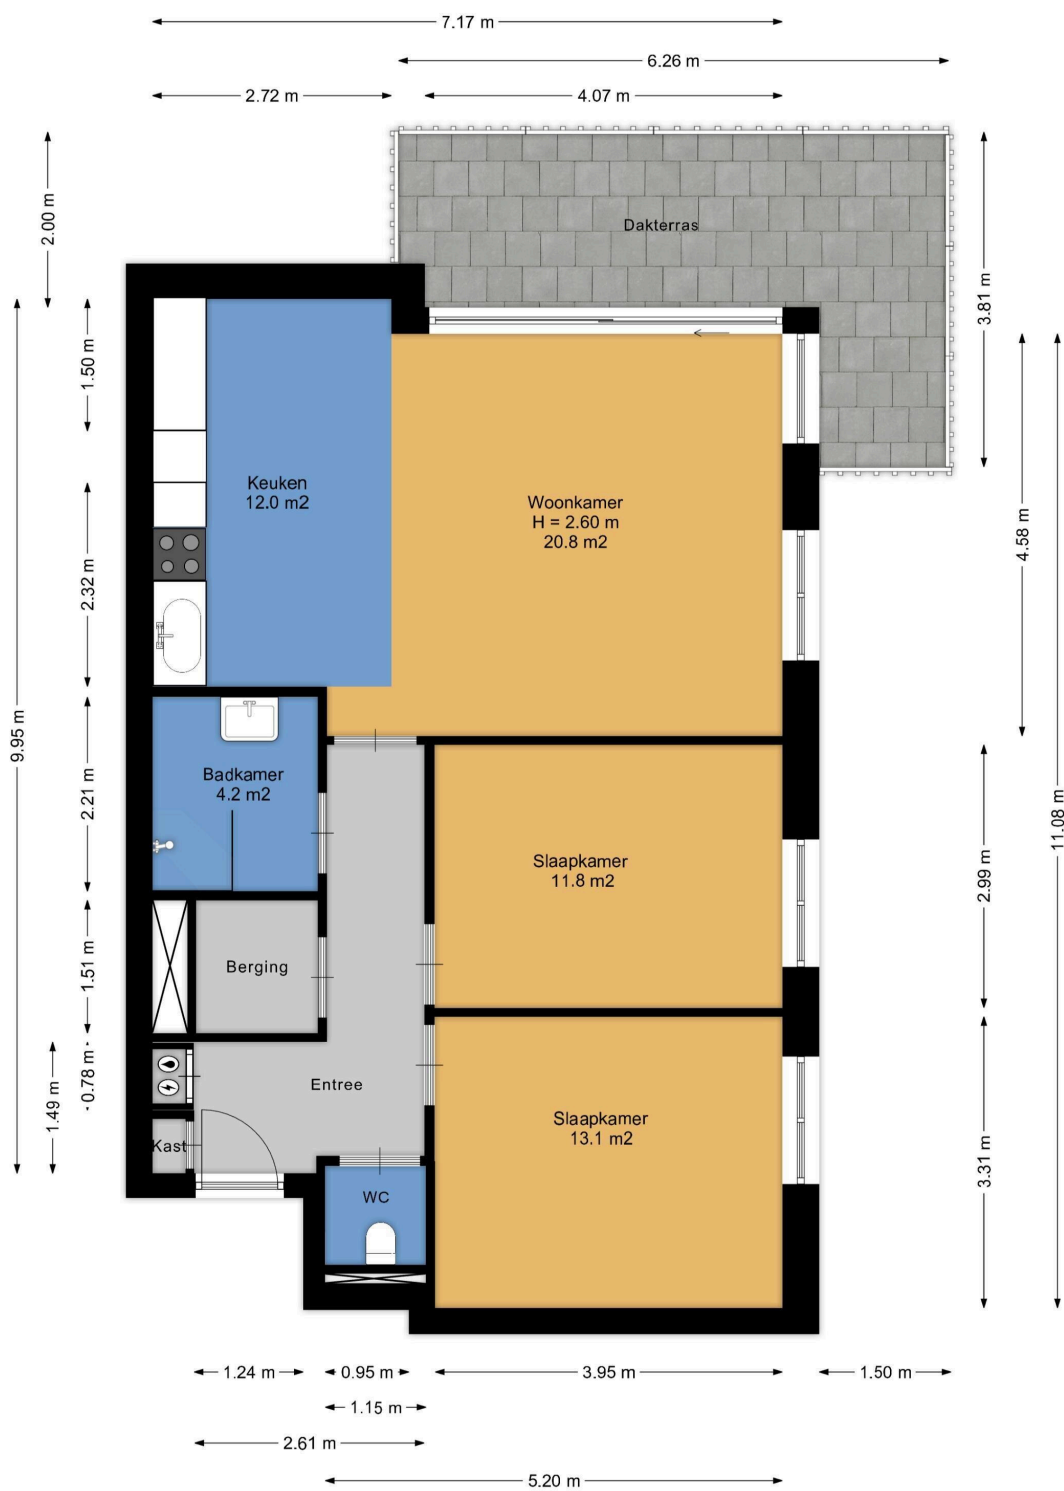 7.17 m
6.26 m
2.72 m
4.07 m
2.00 m
Dakterras
3.81 m
1.50 m
Keuken
12.0 m2
Woonkamer
H = 2.60 m
20.8 m2
4.58 m
2.32 m
9.95 m
Badkamer
4.2 m2
2.21 m
11.08 m
Slaapkamer
11.8 m2
2.99 m
Berging
1.51 m
0.78 m
1.49 m
Entree
Kast
Slaapkamer
13.1 m2
3.31 m
WC
1.24 m
0.95 m
3.95 m
1.50 m
1.15 m
2.61 m
5.20 m